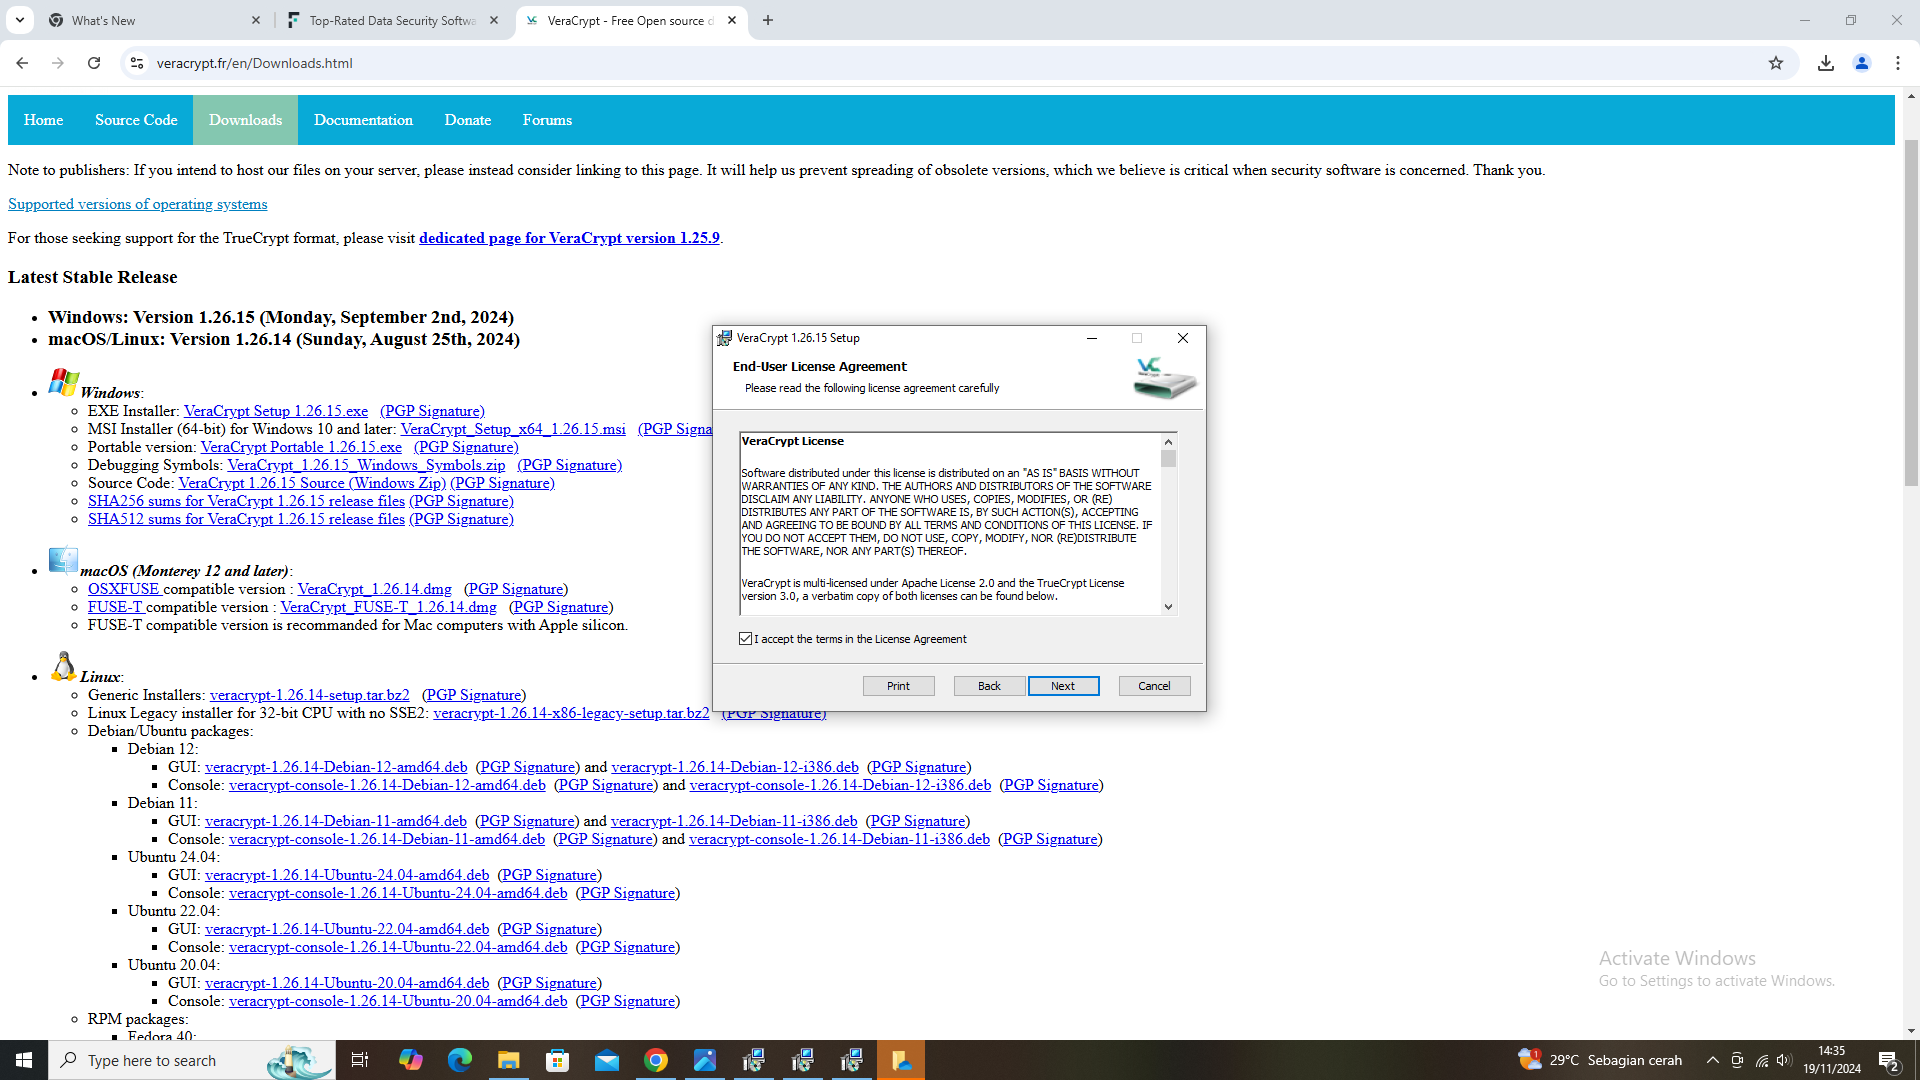 What's New
Top-Rated Data Security Softwa
VeraCrypt - Free Open source d
veracrypt.fr/en/Downloads.html
Home Source Code Downloads Documentation Donate Forums
Note to publishers: If you intend to host our files on your server, please instead consider linking to this page. It will help us prevent spreading of obsolete versions, which we believe is critical when security software is concerned. Thank you.
Supported versions of operating systems
For those seeking support for the TrueCrypt format, please visit dedicated page for VeraCrypt version 1.25.9.
Latest Stable Release
Windows: Version 1.26.15 (Monday, September 2nd, 2024)
macOS/Linux: Version 1.26.14 (Sunday, August 25th, 2024)
Windows:
EXE Installer: VeraCrypt Setup 1.26.15.exe (PGP Signature)
MSI Installer (64-bit) for Windows 10 and later: VeraCrypt_Setup_x64_1.26.15.msi (PGP Signa
Portable version: VeraCrypt Portable 1.26.15.exe (PGP Signature)
Debugging Symbols: VeraCrypt_1.26.15_Windows_Symbols.zip (PGP Signature)
Source Code: VeraCrypt 1.26.15 Source (Windows Zip) (PGP Signature)
SHA256 sums for VeraCrypt 1.26.15 release files (PGP Signature)
SHA512 sums for VeraCrypt 1.26.15 release files (PGP Signature)
macOS (Monterey 12 and later):
OSXFUSE compatible version : VeraCrypt_1.26.14.dmg (PGP Signature)
FUSE-T compatible version : VeraCrypt_FUSE-T_1.26.14.dmg (PGP Signature)
FUSE-T compatible version is recommanded for Mac computers with Apple silicon.
Linux:
Generic Installers: veracrypt-1.26.14-setup.tar.bz2 (PGP Signature)
Linux Legacy installer for 32-bit CPU with no SSE2: veracrypt-1.26.14-x86-legacy-setup.tar.bz2 (PGP Signature)
Debian/Ubuntu packages:
Debian 12:
GUI: veracrypt-1.26.14-Debian-12-amd64.deb (PGP Signature) and veracrypt-1.26.14-Debian-12-i386.deb (PGP Signature)
Console: veracrypt-console-1.26.14-Debian-12-amd64.deb (PGP Signature) and veracrypt-console-1.26.14-Debian-12-i386.deb (PGP Signature)
Debian 11:
GUI: veracrypt-1.26.14-Debian-11-amd64.deb (PGP Signature) and veracrypt-1.26.14-Debian-11-i386.deb (PGP Signature)
Console: veracrypt-console-1.26.14-Debian-11-amd64.deb (PGP Signature) and veracrypt-console-1.26.14-Debian-11-i386.deb (PGP Signature)
Ubuntu 24.04:
GUI: veracrypt-1.26.14-Ubuntu-24.04-amd64.deb (PGP Signature)
Console: veracrypt-console-1.26.14-Ubuntu-24.04-amd64.deb (PGP Signature)
Ubuntu 22.04:
GUI: veracrypt-1.26.14-Ubuntu-22.04-amd64.deb (PGP Signature)
Console: veracrypt-console-1.26.14-Ubuntu-22.04-amd64.deb (PGP Signature)
Ubuntu 20.04:
GUI: veracrypt-1.26.14-Ubuntu-20.04-amd64.deb (PGP Signature)
Console: veracrypt-console-1.26.14-Ubuntu-20.04-amd64.deb (PGP Signature)
RPM packages:
Fedora 40:
VeraCrypt 1.26.15 Setup
End-User License Agreement
Please read the following license agreement carefully
VeraCrypt License
Software distributed under this license is distributed on an "AS IS" BASIS WITHOUT
WARRANTIES OF ANY KIND. THE AUTHORS AND DISTRIBUTORS OF THE SOFTWARE
DISCLAIM ANY LIABILITY. ANYONE WHO USES, COPIES, MODIFIES, OR (RE)
DISTRIBUTES ANY PART OF THE SOFTWARE IS, BY SUCH ACTION(S), ACCEPTING
AND AGREEING TO BE BOUND BY ALL TERMS AND CONDITIONS OF THIS LICENSE. IF
YOU DO NOT ACCEPT THEM, DO NOT USE, COPY, MODIFY, NOR (RE)DISTRIBUTE
THE SOFTWARE, NOR ANY PART(S) THEREOF.
VeraCrypt is multi-licensed under Apache License 2.0 and the TrueCrypt License
version 3.0, a verbatim copy of both licenses can be found below.
I accept the terms in the License Agreement
Print Back Next Cancel
Activate Windows
Go to Settings to activate Windows.
Type here to search
29°C Sebagian cerah
14:35
19/11/2024
1
2